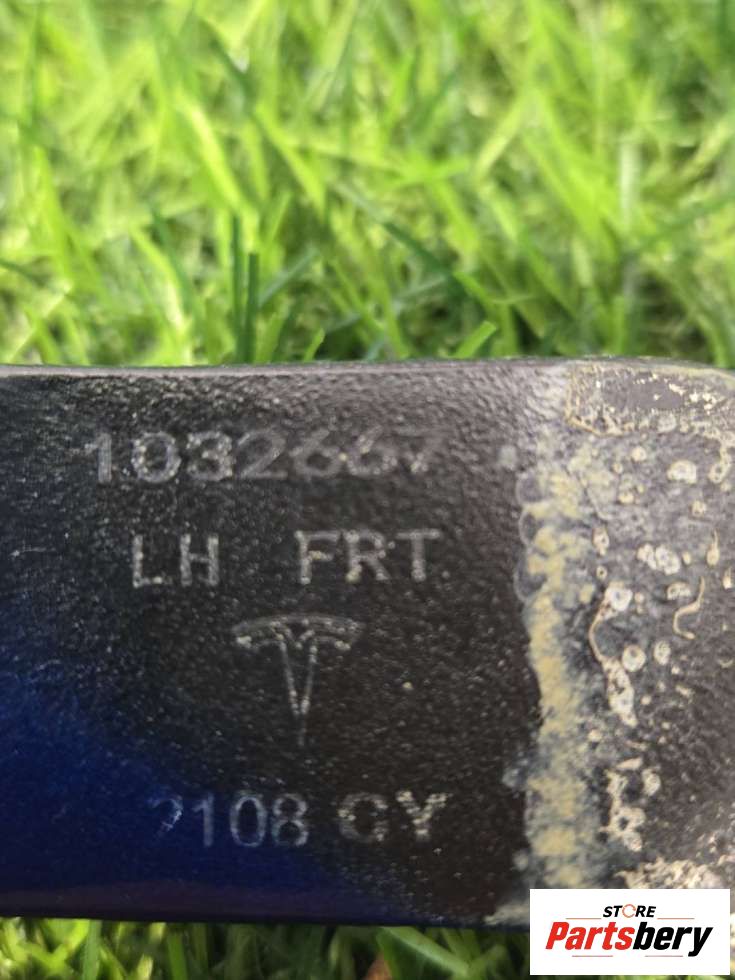 1032667
LH FRT
2108 CY
STORE
Partsbery